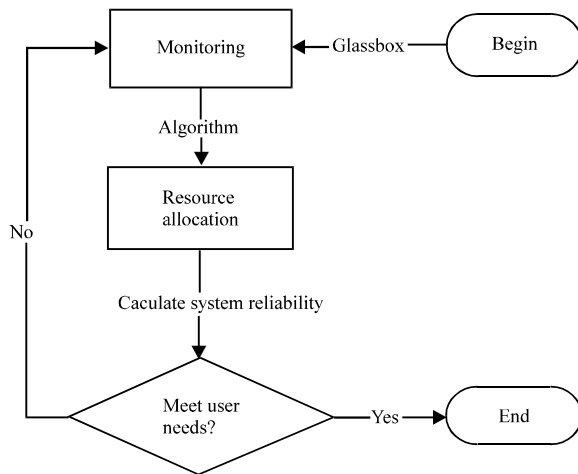 Monitoring
Glassbox
Begin
Algorithm
Resource
allocation
No
Caculate system reliability
Meet user
needs?
Yes
End